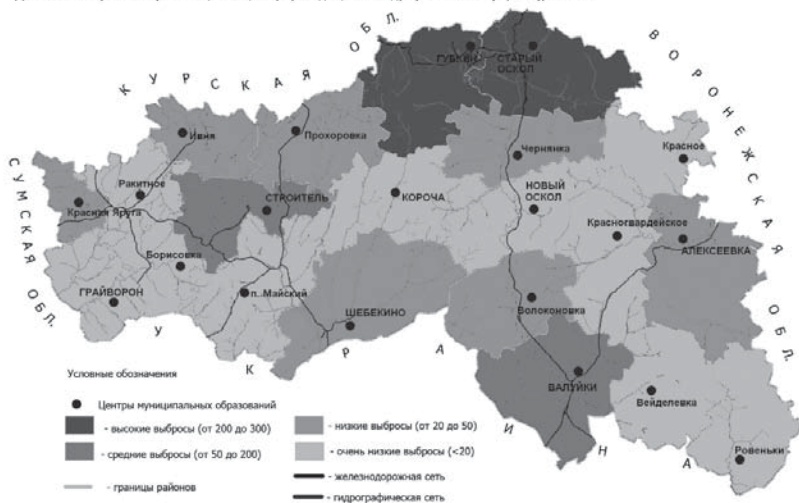 КУРСКАЯ ОБЛ.
ВОРОНЕЖСКАЯ ОБЛ.
СУМСКАЯ ОБЛ.
УКРАИНА
ГУБКИН
СТАРЫЙ ОСКОЛ
Ивня
Прохоровка
Чернянка
Красное
Ракитное
Красная Яруга
СТРОИТЕЛЬ
КОРОЧА
НОВЫЙ ОСКОЛ
Красногвардейское
АЛЕКСЕЕВКА
Борисовка
ГРАЙВОРОН
п. Майский
ШЕБЕКИНО
Волоконовка
ВАЛУЙКИ
Вейделевка
Ровеньки
Условные обозначения
Центры муниципальных образований
- высокие выбросы (от 200 до 300)
- низкие выбросы (от 20 до 50)
- средние выбросы (от 50 до 200)
- очень низкие выбросы (<20)
- границы районов
- железнодорожная сеть
- гидрографическая сеть